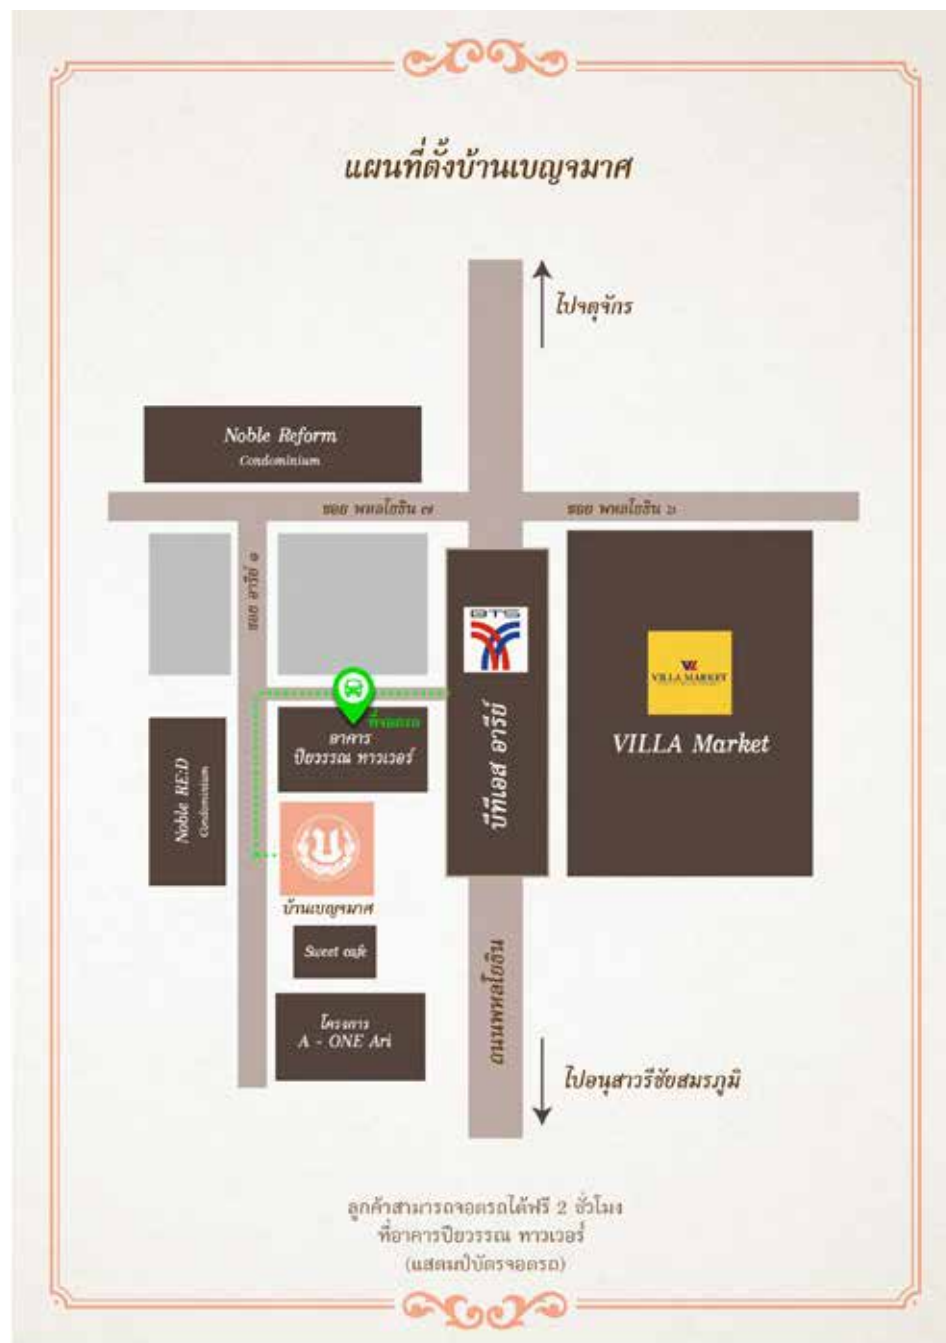 แผนที่ตั้งบ้านเบญจมาศ
ไปจตุจักร
Noble Reform
Condominium
ซอย พหลโยธิน ๗
ซอย พหลโยธิน ๖
ซอย อารีย์ ๑
BTS
บีทีเอส อารีย์
VILLA MARKET
VILLA Market
ที่จอดรถ
อาคาร
ปิยวรรณ ทาวเวอร์
Noble RE:D
Condominium
บ้านเบญจมาศ
Sweet cafe
โครงการ
A - ONE Ari
ถนนพหลโยธิน
ไปอนุสาวรีชัยสมรภูมิ
ลูกค้าสามารถจอดรถได้ฟรี 2 ชั่วโมง
ที่อาคารปิยวรรณ ทาวเวอร์
(แสตมป์บัตรจอดรถ)